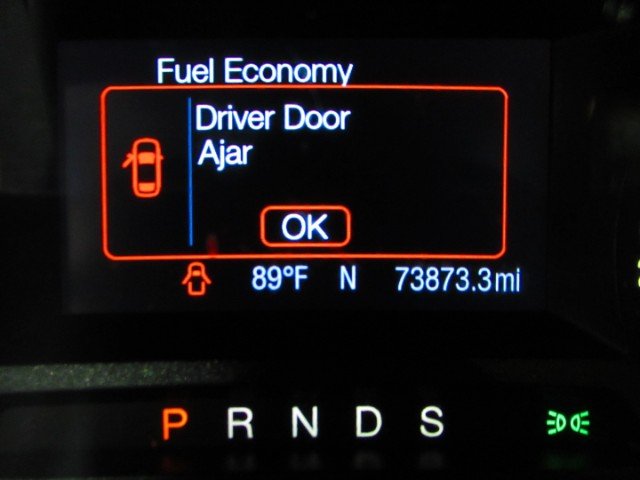 Fuel Economy
Driver Door
Ajar
OK
89°F N 73873.3mi
P R N D S